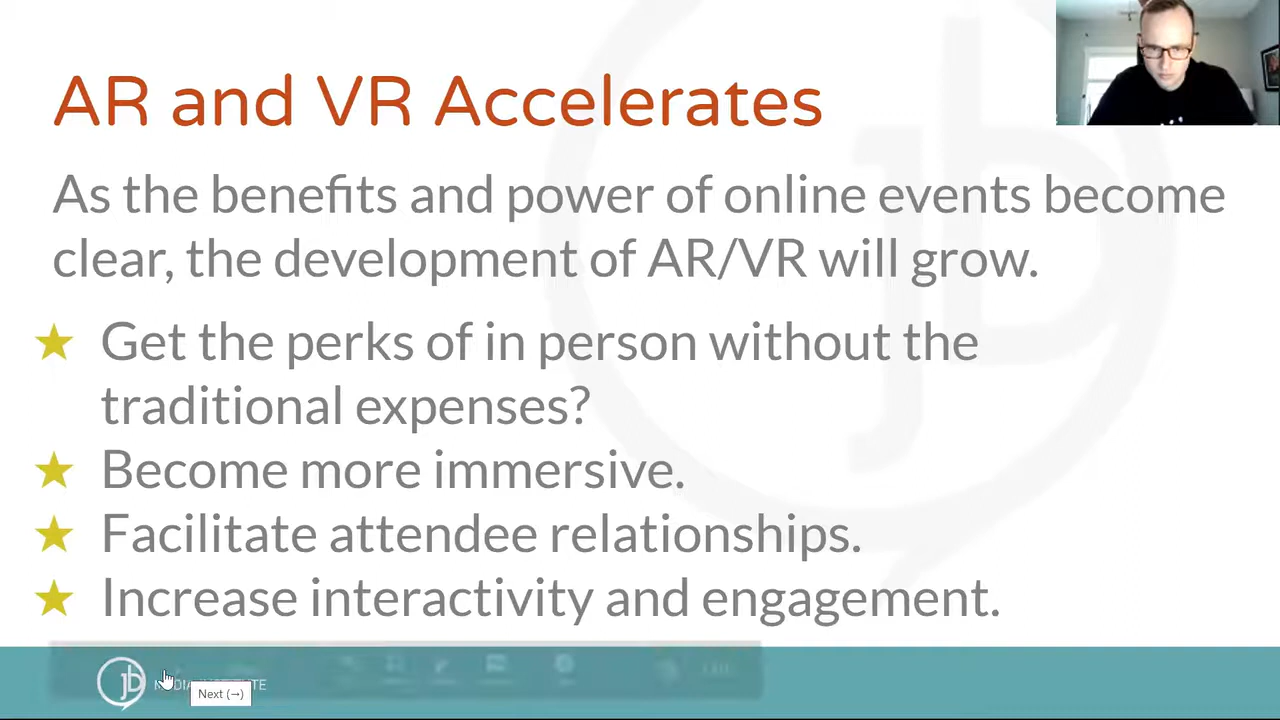 AR and VR Accelerates
As the benefits and power of online events become
clear, the development of AR/VR will grow.
Get the perks of in person without the
traditional expenses?
Become more immersive.
Facilitate attendee relationships.
Increase interactivity and engagement.
jb
Next (→)